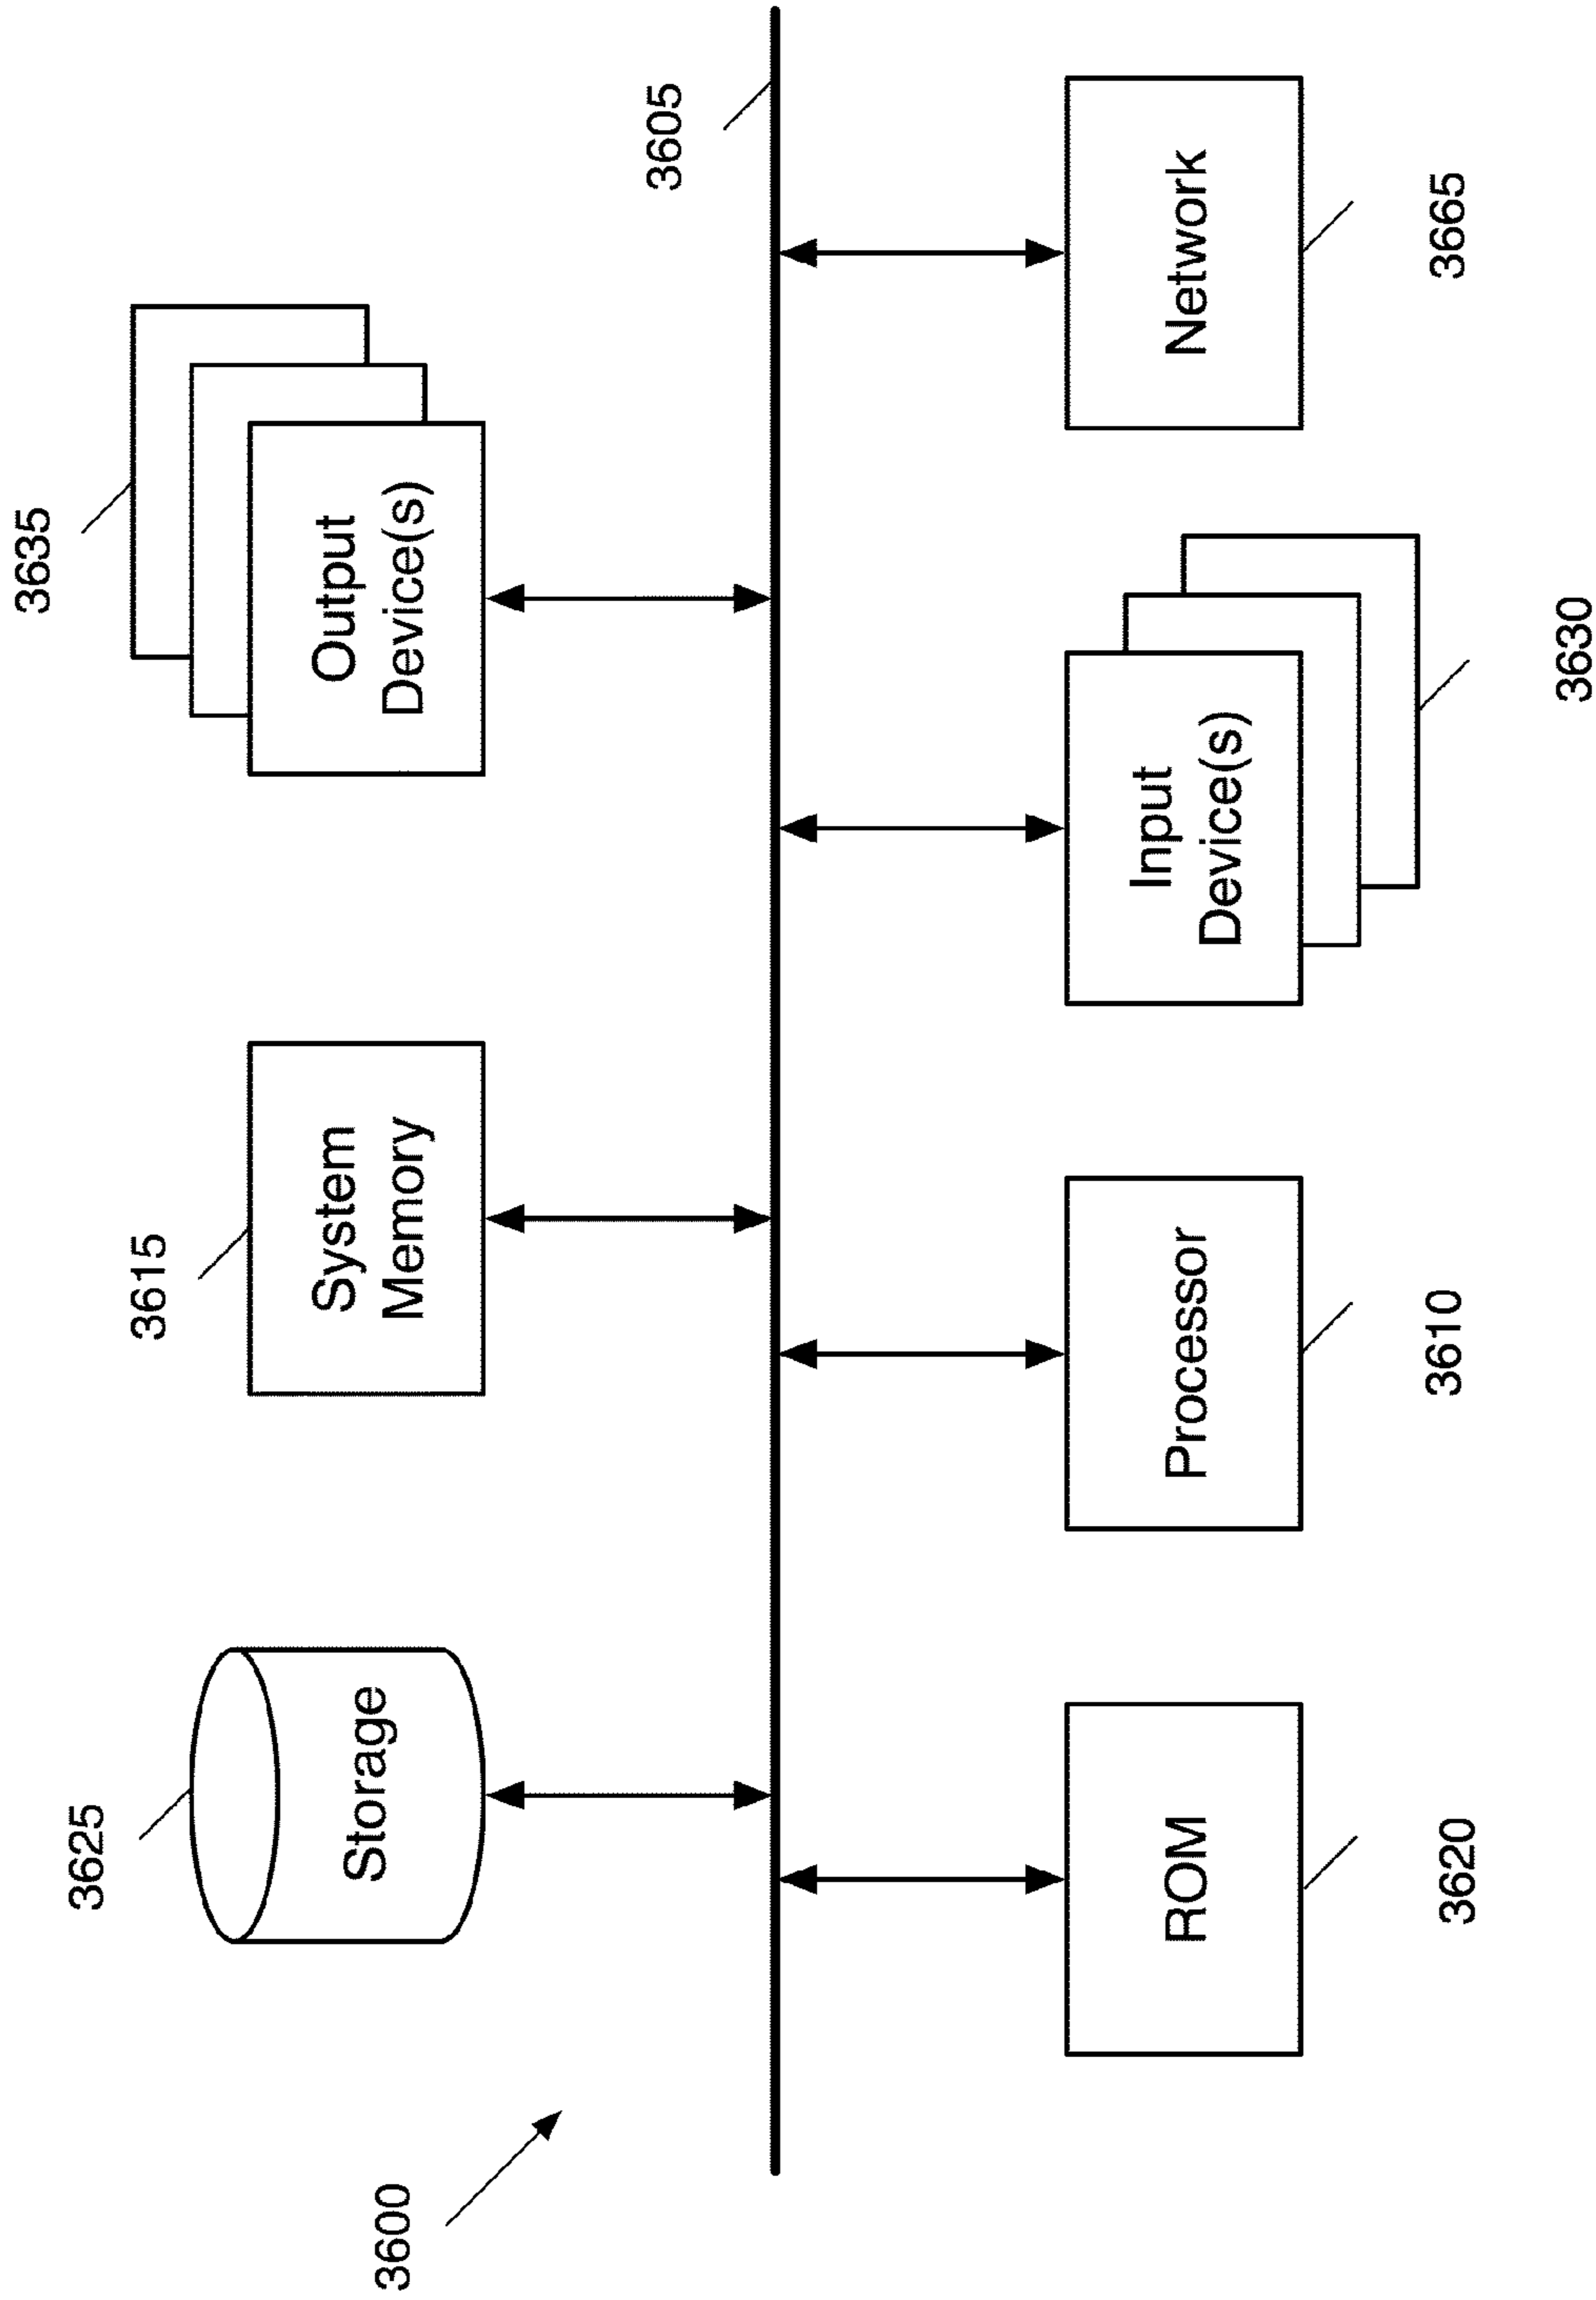 3625
3615
3635
Storage
System
Memory
Output
Device(s)
3600
3605
ROM
Processor
Input
Device(s)
Network
3620
3610
3630
3665